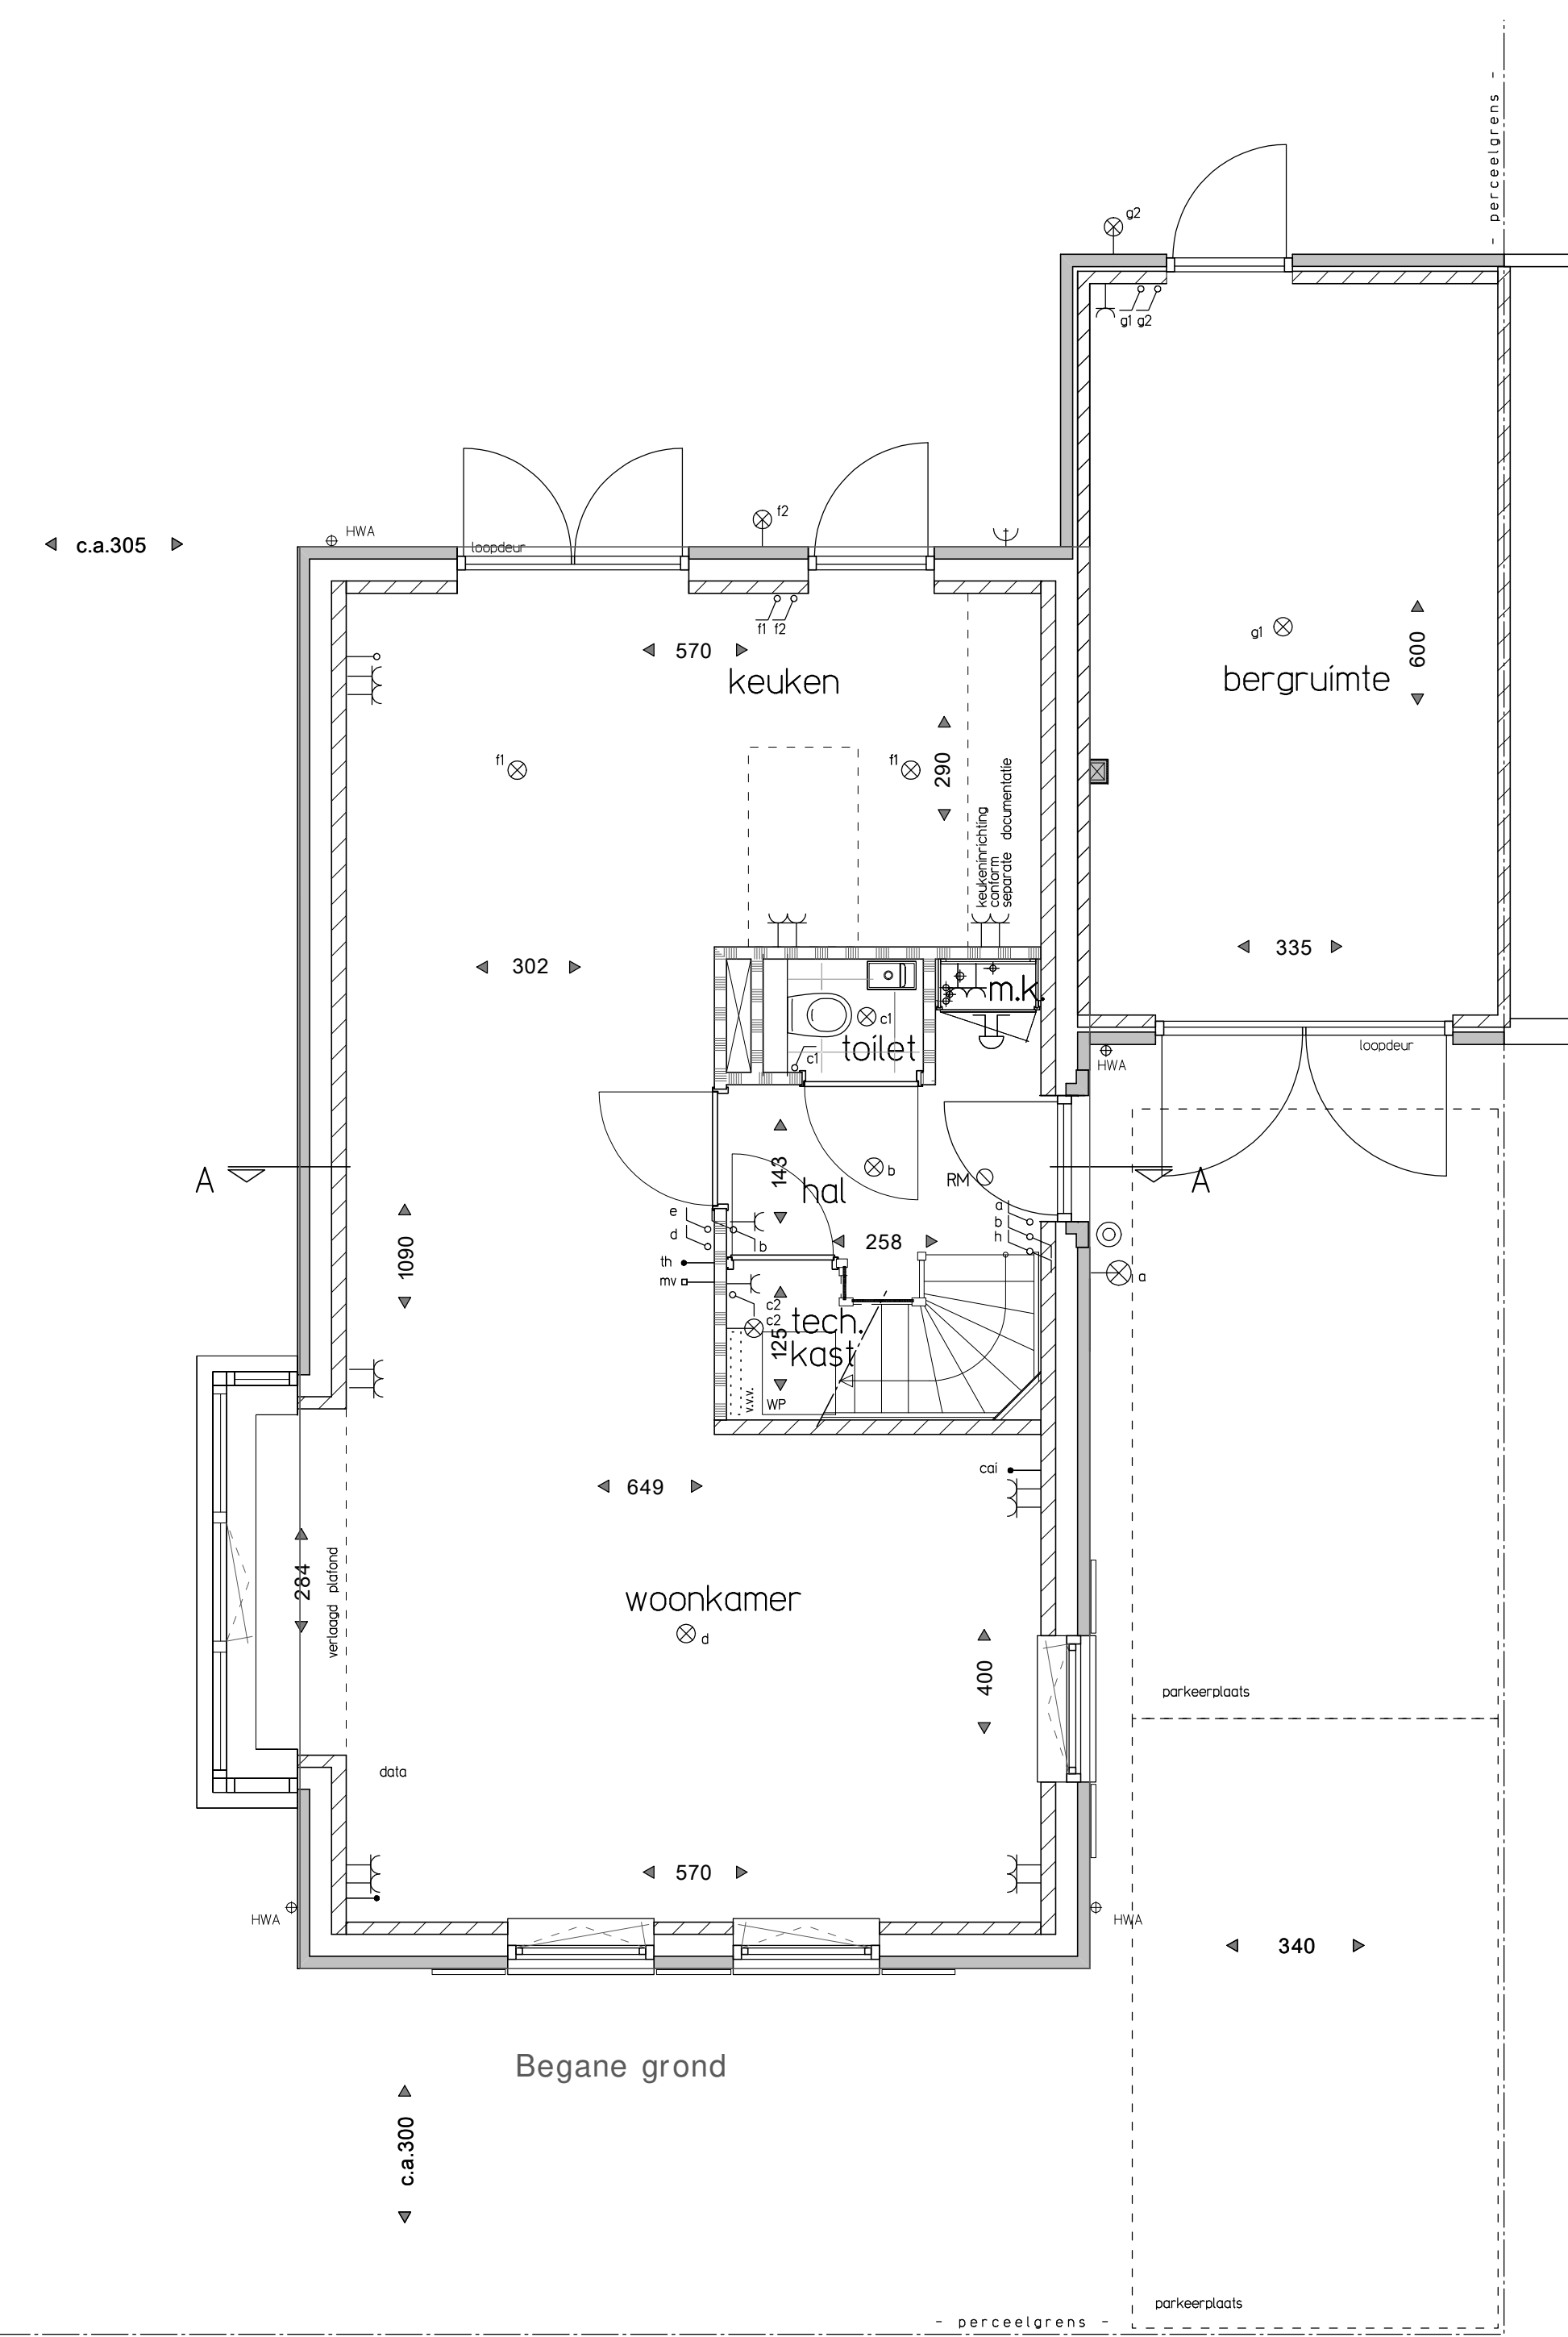 - perceelgrens -
g2
g1 g2
HWA
loopdeur
f2
c.a.305
f1 f2
570
keuken
g1
bergruimte
600
f1
f1
290
keukeninrichting
conform
separate documentatie
302
335
m.k.
c1
toilet
c1
loopdeur
HWA
A
143
hal
b
RM
A
e
d
b
a
b
h
1090
258
th
mv
c2
c2
a
tech.
kast
125
v.v.v.
WP
cai
649
284
verlaagd plafond
woonkamer
d
400
parkeerplaats
data
570
HWA
HWA
340
Begane grond
c.a.300
parkeerplaats
- perceelgrens -